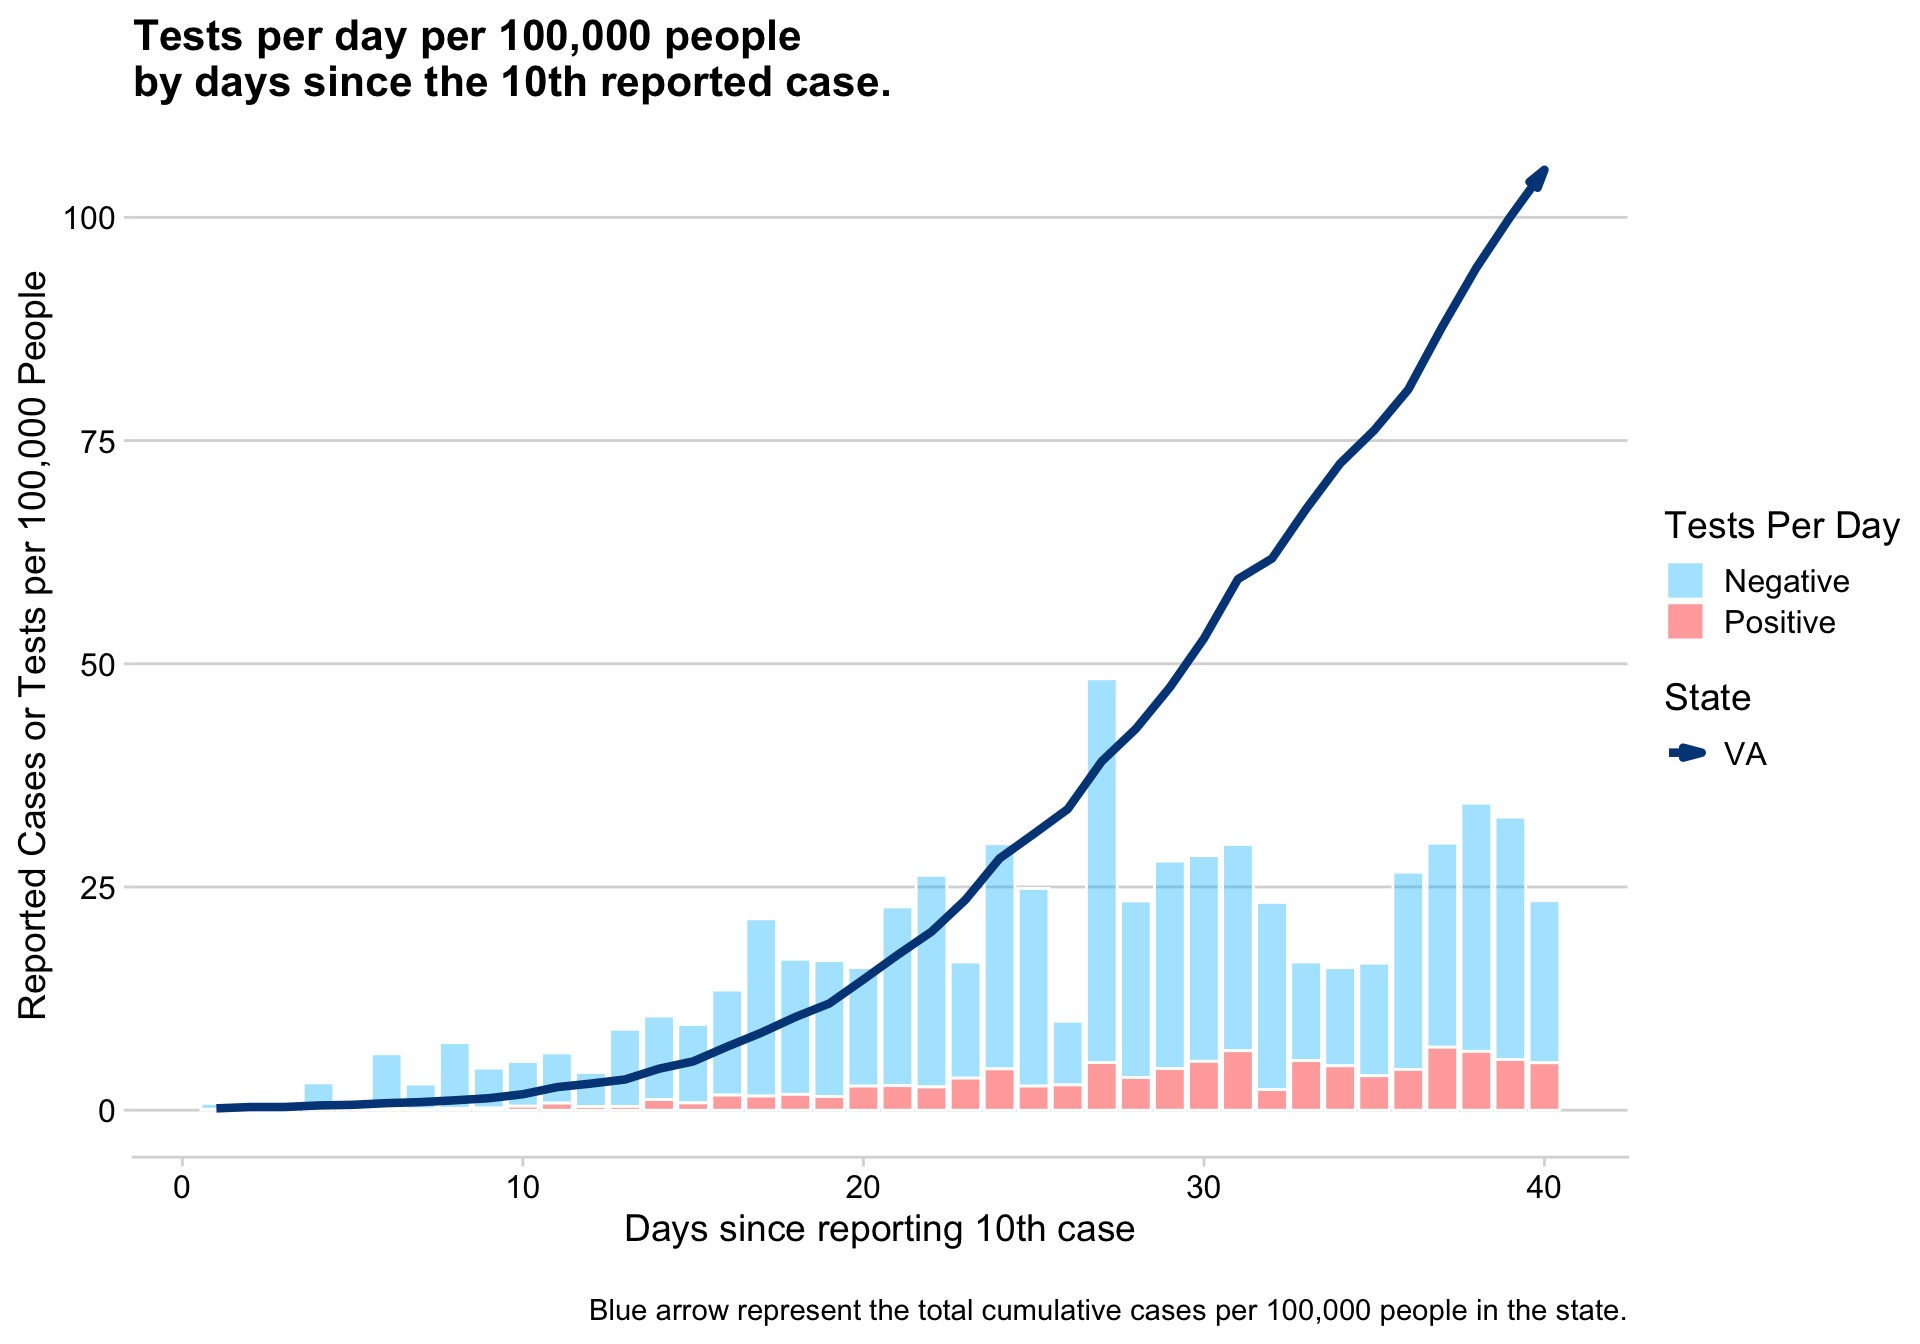 Tests per day per 100,000 people
by days since the 10th reported case.
Reported Cases or Tests per 100,000 People
100
75
50
25
0
0
10
20
30
40
Days since reporting 10th case
Tests Per Day
Negative
Positive
State
VA
Blue arrow represent the total cumulative cases per 100,000 people in the state.